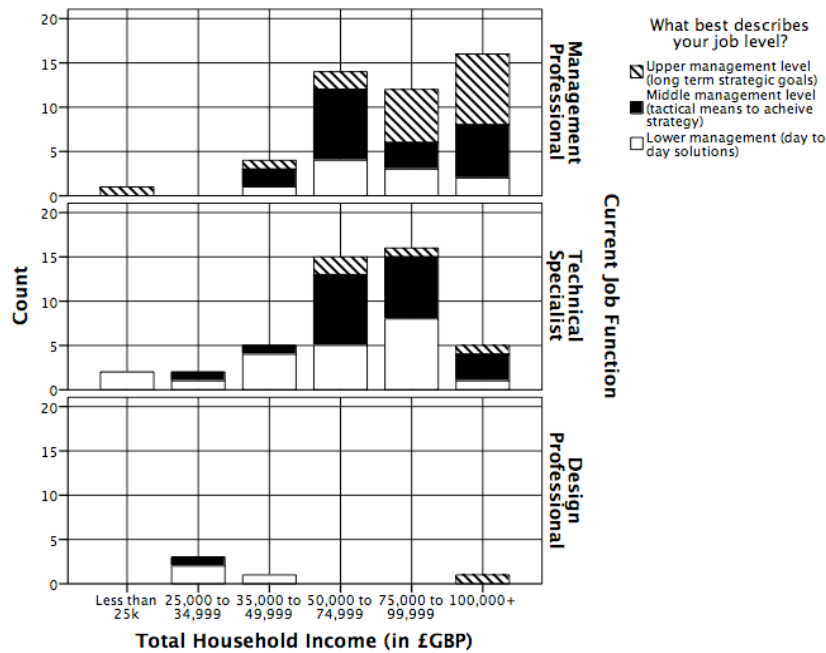 20
15
10
5
0
Management
Professional
20
15
10
5
0
Technical
Specialist
20
15
10
5
0
Design
Professional
Count
Current Job Function
Less than
25k
25,000 to
34,999
35,000 to
49,999
50,000 to
74,999
75,000 to
99,999
100,000+
Total Household Income (in £GBP)
What best describes
your job level?
Upper management level
(long term strategic goals)
Middle management level
(tactical means to acheive
strategy)
Lower management (day to
day solutions)